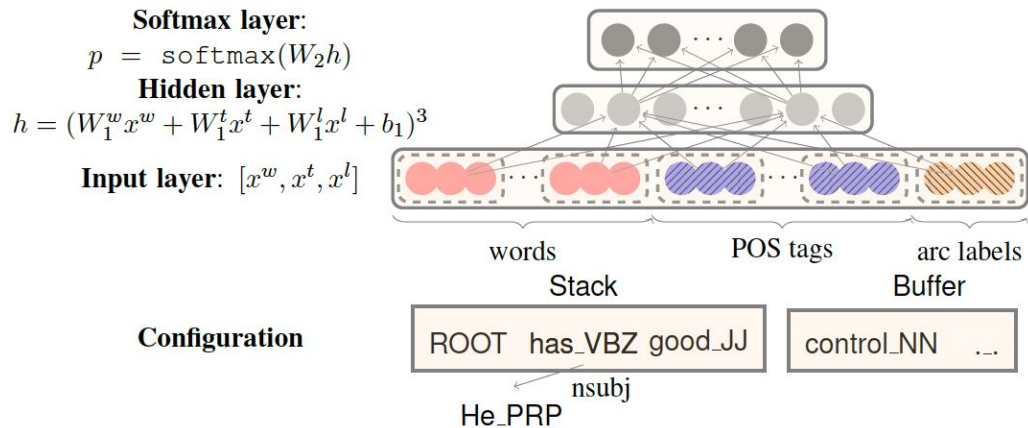 Softmax layer:
p = softmax(W₂h)
Hidden layer:
h = (W₁ʷxʷ + W₁ᵗxᵗ + W₁ˡxˡ + b₁)³
Input layer: [xʷ, xᵗ, xˡ]
···
···
···
···
words POS tags arc labels
Stack Buffer
Configuration
ROOT has_VBZ good_JJ control_NN ._.
nsubj
He_PRP